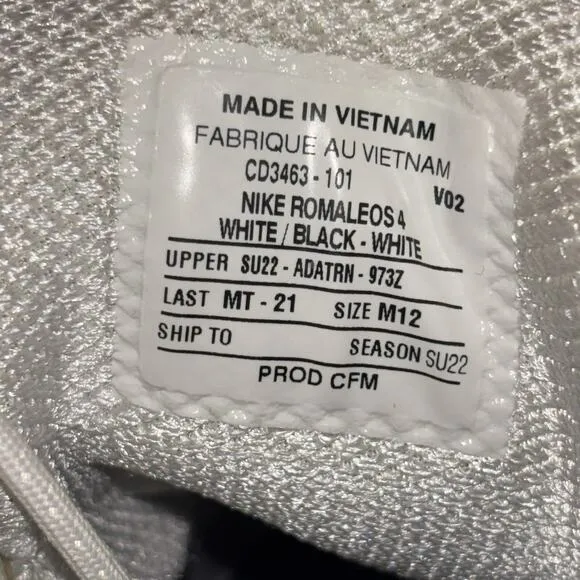 MADE IN VIETNAM
FABRIQUE AU VIETNAM
CD3463 - 101 V02
NIKE ROMALEOS 4
WHITE / BLACK - WHITE
UPPER SU22 - ADATRN - 973Z
LAST MT - 21 SIZE M12
SHIP TO SEASON SU22
PROD CFM